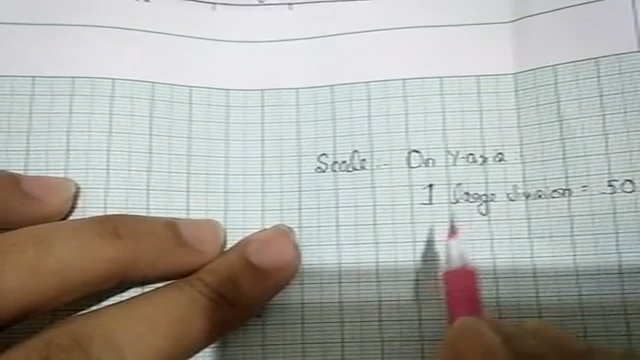 Scale - On Y-axis
1 large division = 50